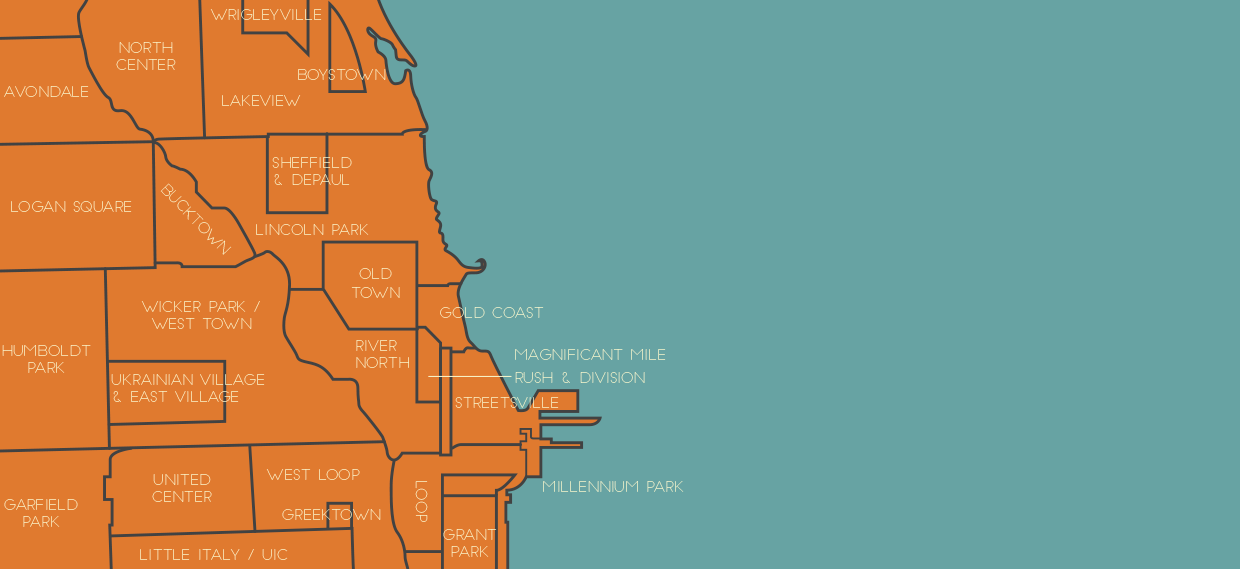 WRIGLEYVILLE
NORTH
CENTER
BOYSTOWN
AVONDALE
LAKEVIEW
SHEFFIELD
& DEPAUL
BUCKTOWN
LOGAN SQUARE
LINCOLN PARK
OLD
TOWN
WICKER PARK /
WEST TOWN
GOLD COAST
HUMBOLDT
PARK
RIVER
NORTH
MAGNIFICANT MILE
RUSH & DIVISION
UKRAINIAN VILLAGE
& EAST VILLAGE
STREETSVILLE
UNITED
CENTER
WEST LOOP
LOOP
MILLENNIUM PARK
GARFIELD
PARK
GREEKTOWN
GRANT
PARK
LITTLE ITALY / UIC